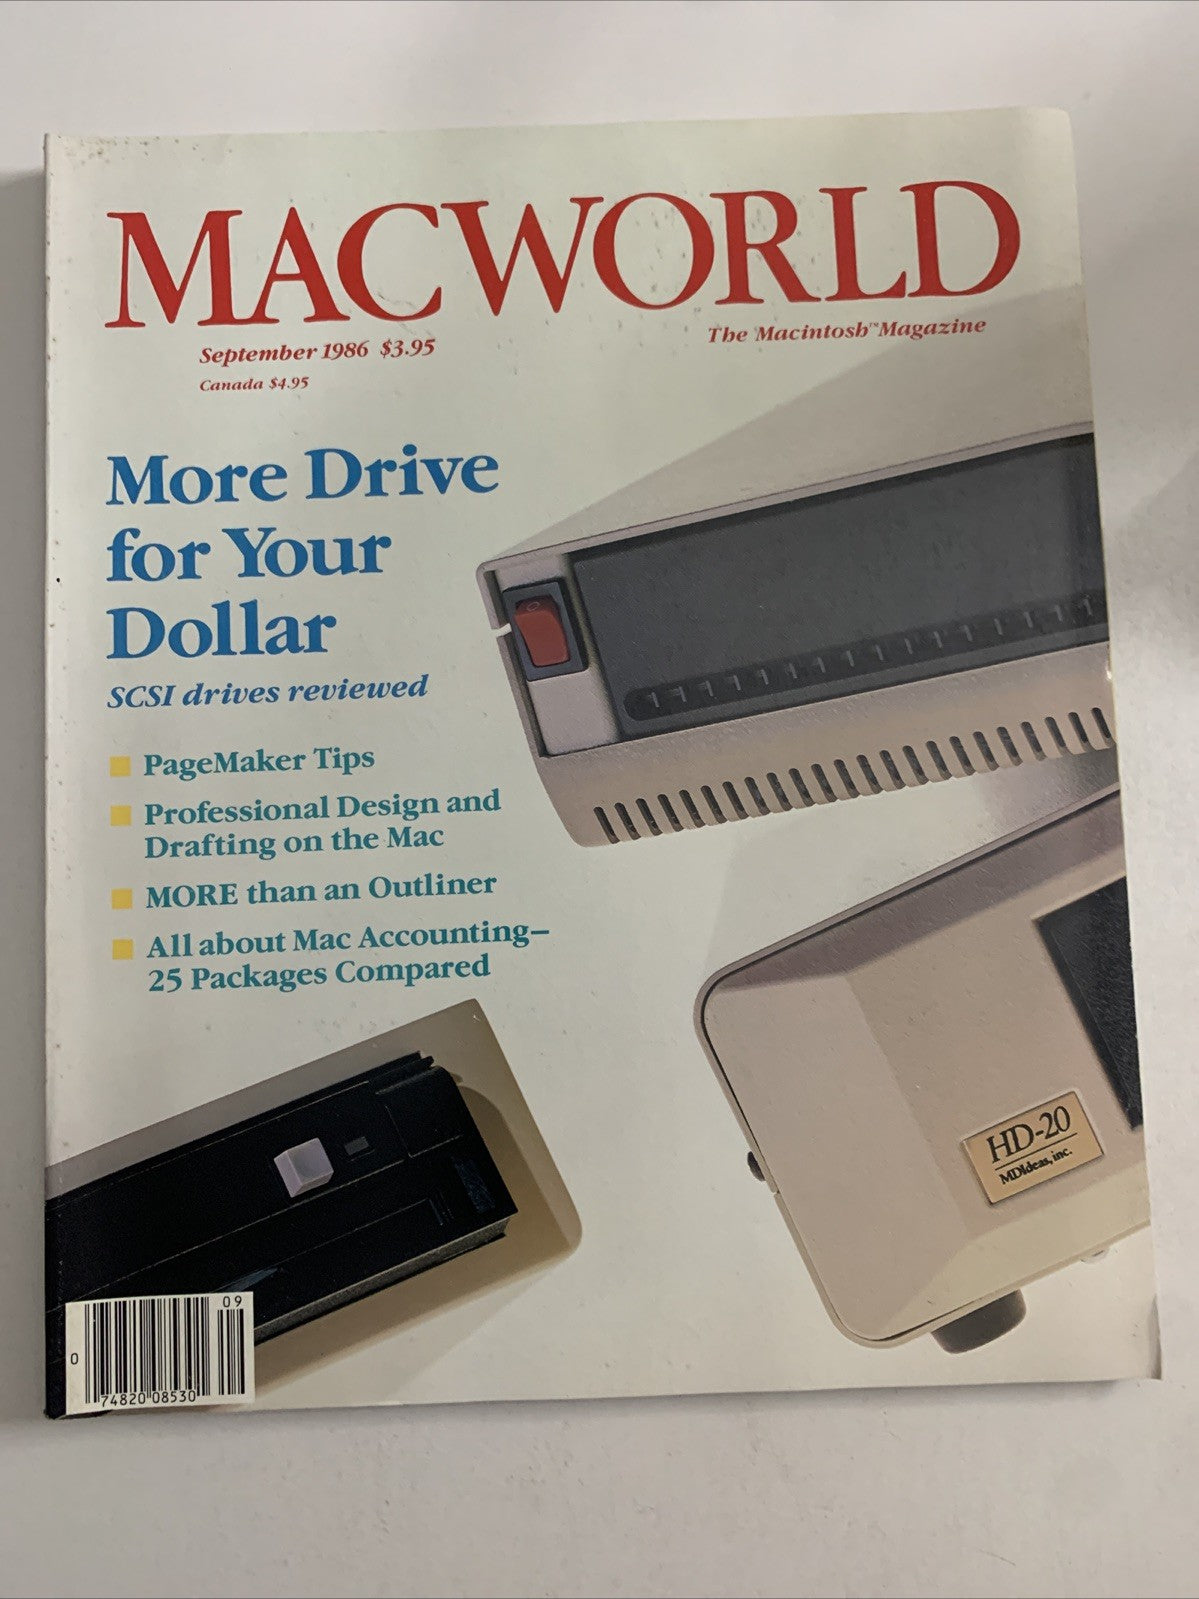 MACWORLD
September 1986 $3.95
The Macintosh™ Magazine
Canada $4.95
More Drive
for Your
Dollar
SCSI drives reviewed
PageMaker Tips
Professional Design and
Drafting on the Mac
MORE than an Outliner
All about Mac Accounting–
25 Packages Compared
HD-20
MDIdeas, inc.
09
0
74820 08530